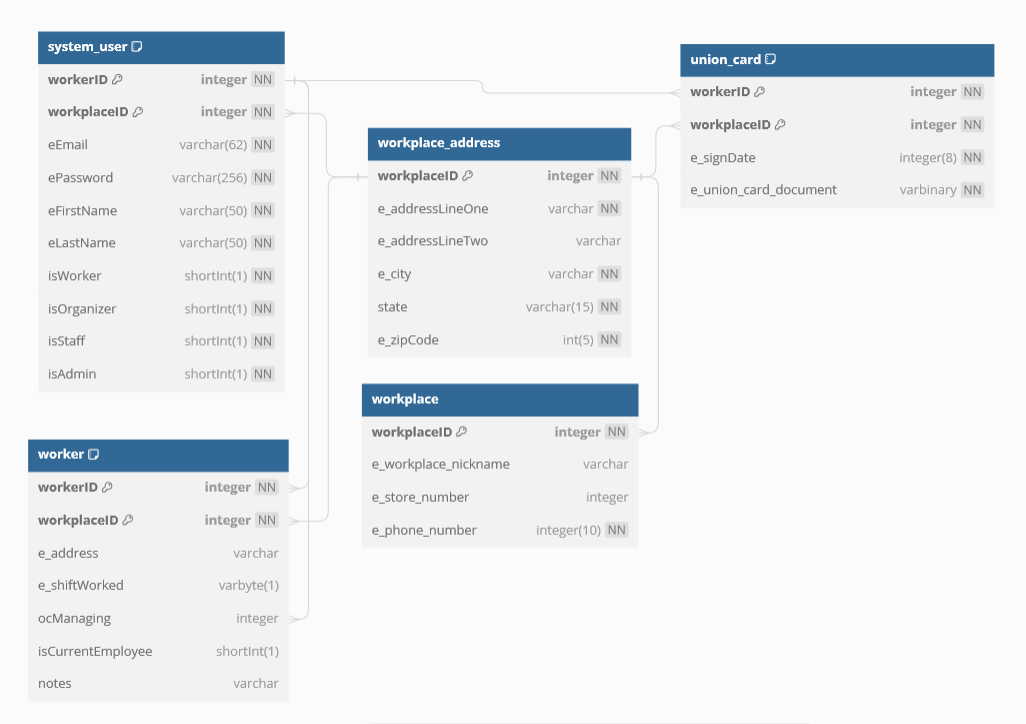 system_user
workerID integer NN
workplaceID integer NN
eEmail varchar(62) NN
ePassword varchar(256) NN
eFirstName varchar(50) NN
eLastName varchar(50) NN
isWorker shortInt(1) NN
isOrganizer shortInt(1) NN
isStaff shortInt(1) NN
isAdmin shortInt(1) NN
union_card
workerID integer NN
workplaceID integer NN
e_signDate integer(8) NN
e_union_card_document varbinary NN
workplace_address
workplaceID integer NN
e_addressLineOne varchar NN
e_addressLineTwo varchar
e_city varchar NN
state varchar(15) NN
e_zipCode int(5) NN
workplace
workplaceID integer NN
e_workplace_nickname varchar
e_store_number integer
e_phone_number integer(10) NN
worker
workerID integer NN
workplaceID integer NN
e_address varchar
e_shiftWorked varbyte(1)
ocManaging integer
isCurrentEmployee shortInt(1)
notes varchar